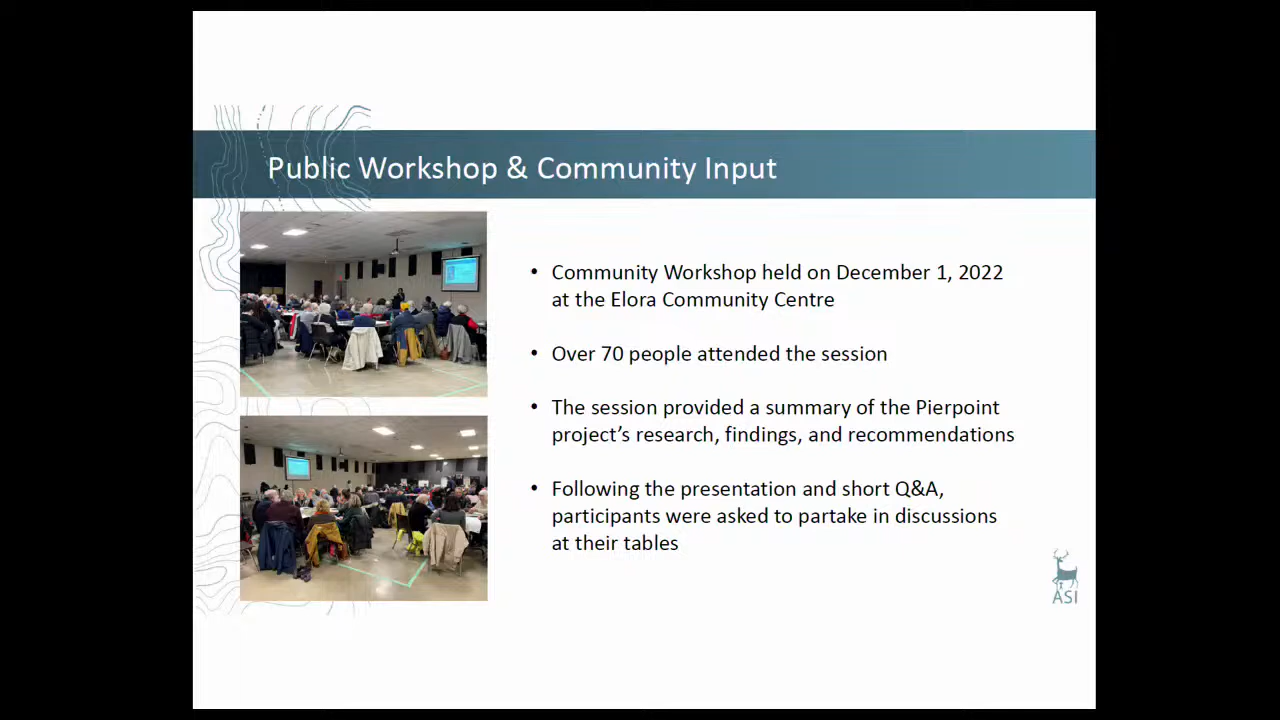 Public Workshop & Community Input
• Community Workshop held on December 1, 2022
at the Elora Community Centre
• Over 70 people attended the session
• The session provided a summary of the Pierpoint
project’s research, findings, and recommendations
• Following the presentation and short Q&A,
participants were asked to partake in discussions
at their tables
ASI